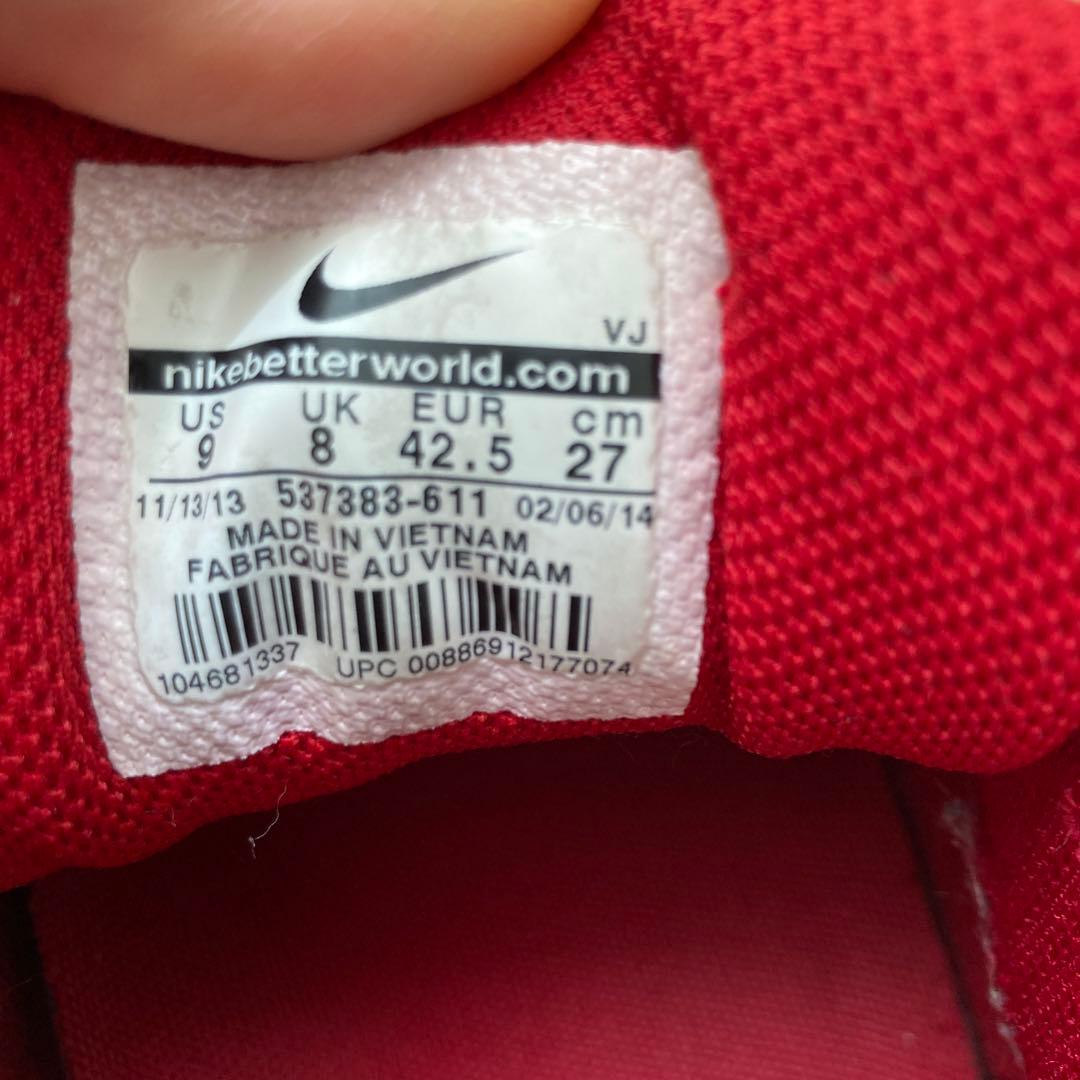 VJ
nikebetterworld.com
US UK EUR cm
9 8 42.5 27
11/13/13 537383-611 02/06/14
MADE IN VIETNAM
FABRIQUE AU VIETNAM
104681337 UPC 00886912177074